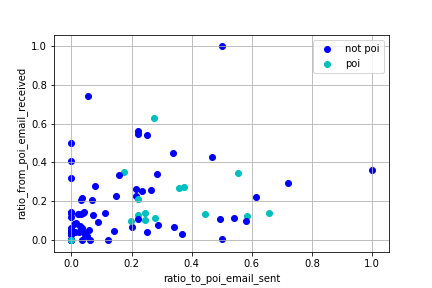 1.0
0.8
0.6
0.4
0.2
0.0
0.0 0.2 0.4 0.6 0.8 1.0
ratio_from_poi_email_received
ratio_to_poi_email_sent
not poi
poi